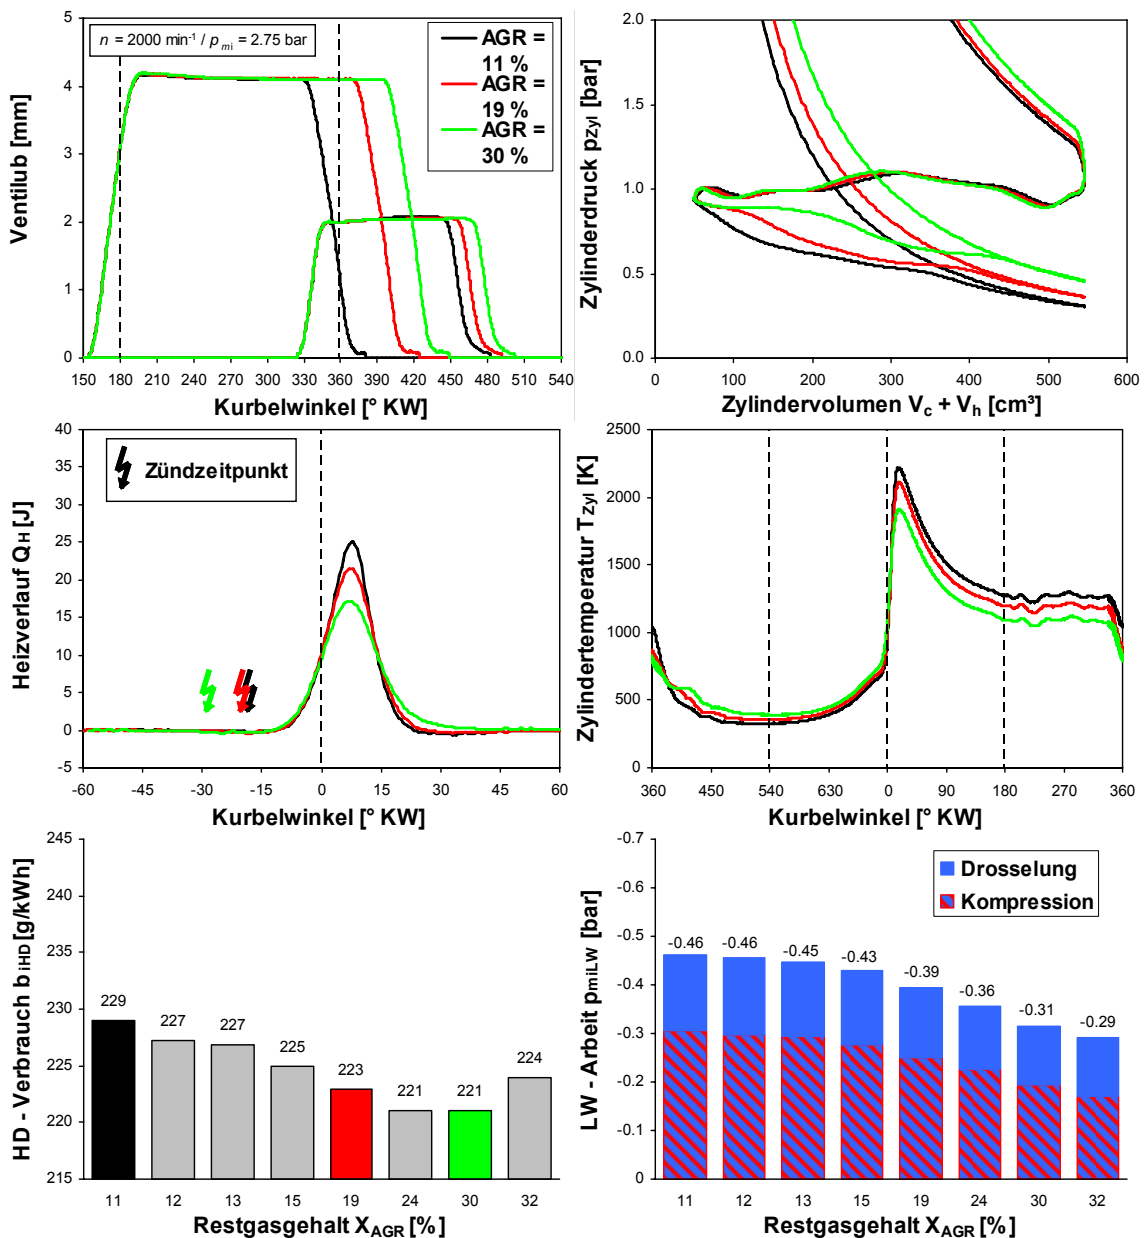 n = 2000 min-1 / p mi = 2.75 bar
AGR =
11 %
AGR =
19 %
AGR =
30 %
Ventilub [mm]
5
4
3
2
1
0
150 180 210 240 270 300 330 360 390 420 450 480 510 540
Kurbelwinkel [° KW]
Zylinderdruck pZyl [bar]
2.0
1.5
1.0
0.5
0.0
0 100 200 300 400 500 600
Zylindervolumen Vc + Vh [cm³]
Zündzeitpunkt
Heizverlauf QH [J]
40
35
30
25
20
15
10
5
0
-5
-60 -45 -30 -15 0 15 30 45 60
Kurbelwinkel [° KW]
Zylindertemperatur TZyl [K]
2500
2000
1500
1000
500
0
360 450 540 630 0 90 180 270 360
Kurbelwinkel [° KW]
HD - Verbrauch biHD [g/kWh]
245
240
235
230
225
220
215
229 227 227 225 223 221 221 224
11 12 13 15 19 24 30 32
Restgasgehalt XAGR [%]
LW - Arbeit pmiLW [bar]
-0.7
-0.6
-0.5
-0.4
-0.3
-0.2
-0.1
0
Drosselung
Kompression
-0.46 -0.46 -0.45 -0.43 -0.39 -0.36 -0.31 -0.29
11 12 13 15 19 24 30 32
Restgasgehalt XAGR [%]